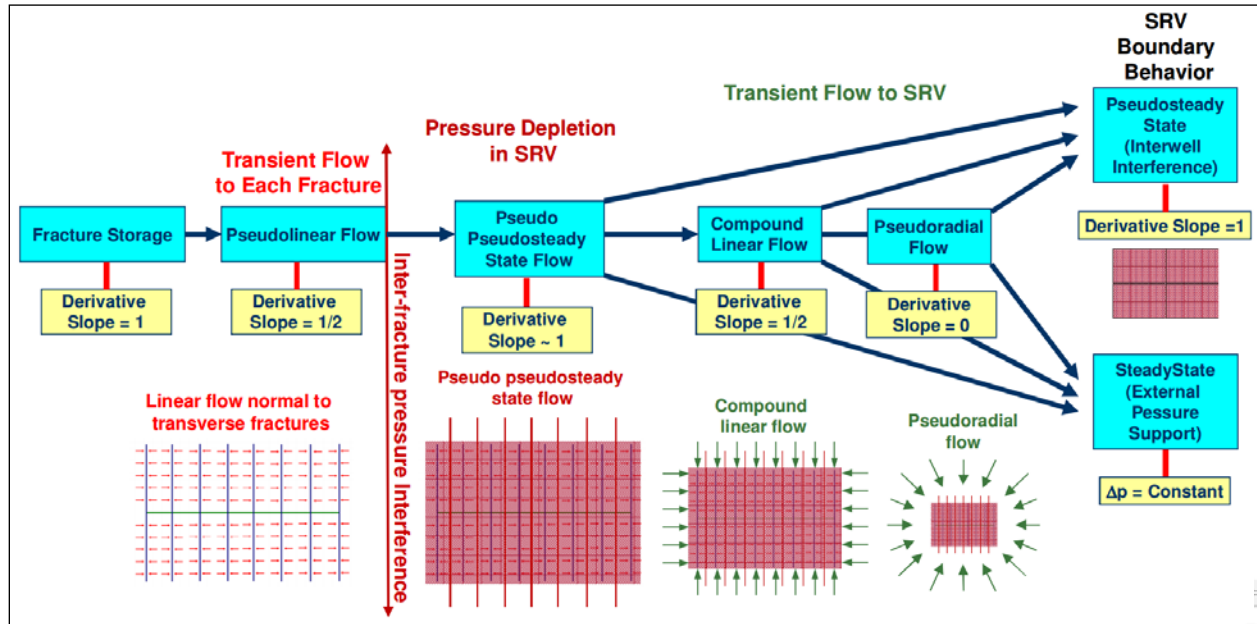 SRV
Boundary
Behavior
Transient Flow to SRV
Pressure Depletion
in SRV
Transient Flow
to Each Fracture
Fracture Storage
Pseudolinear Flow
Pseudo
Pseudosteady
State Flow
Compound
Linear Flow
Pseudoradial
Flow
Pseudosteady
State
(Interwell
Interference)
Derivative Slope =1
Derivative
Slope = 1
Derivative
Slope = 1/2
Derivative
Slope ~ 1
Derivative
Slope = 1/2
Derivative
Slope = 0
Inter-fracture pressure Interference
SteadyState
(External
Pessure
Support)
Δp = Constant
Linear flow normal to
transverse fractures
Pseudo pseudosteady
state flow
Compound
linear flow
Pseudoradial
flow